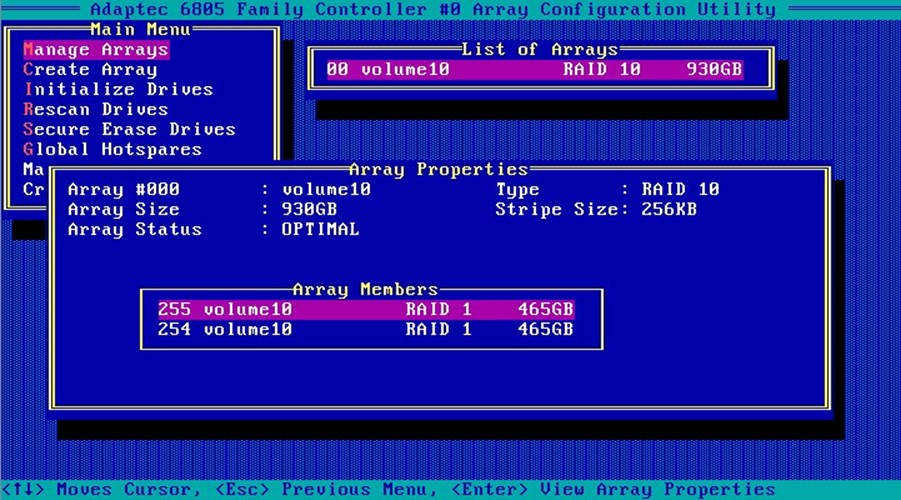 Adaptec 6805 Family Controller #0 Array Configuration Utility
Main Menu
Manage Arrays
Create Array
Initialize Drives
Rescan Drives
Secure Erase Drives
Global Hotspares
Ma
Cr
List of Arrays
00 volume10 RAID 10 930GB
Array Properties
Array #000 : volume10 Type : RAID 10
Array Size : 930GB Stripe Size: 256KB
Array Status : OPTIMAL
Array Members
255 volume10 RAID 1 465GB
254 volume10 RAID 1 465GB
<↑↓> Moves Cursor, <Esc> Previous Menu, <Enter> View Array Properties